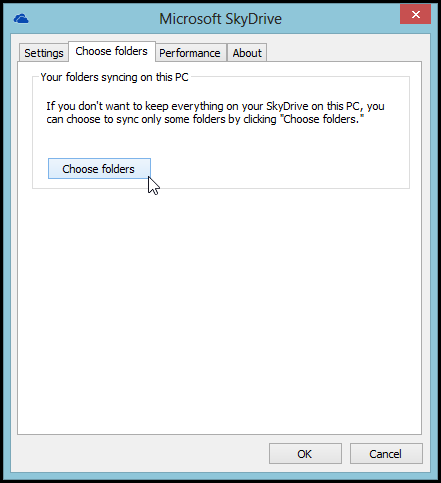 Microsoft SkyDrive
Settings Choose folders Performance About
Your folders syncing on this PC
If you don't want to keep everything on your SkyDrive on this PC, you
can choose to sync only some folders by clicking "Choose folders."
Choose folders
OK Cancel